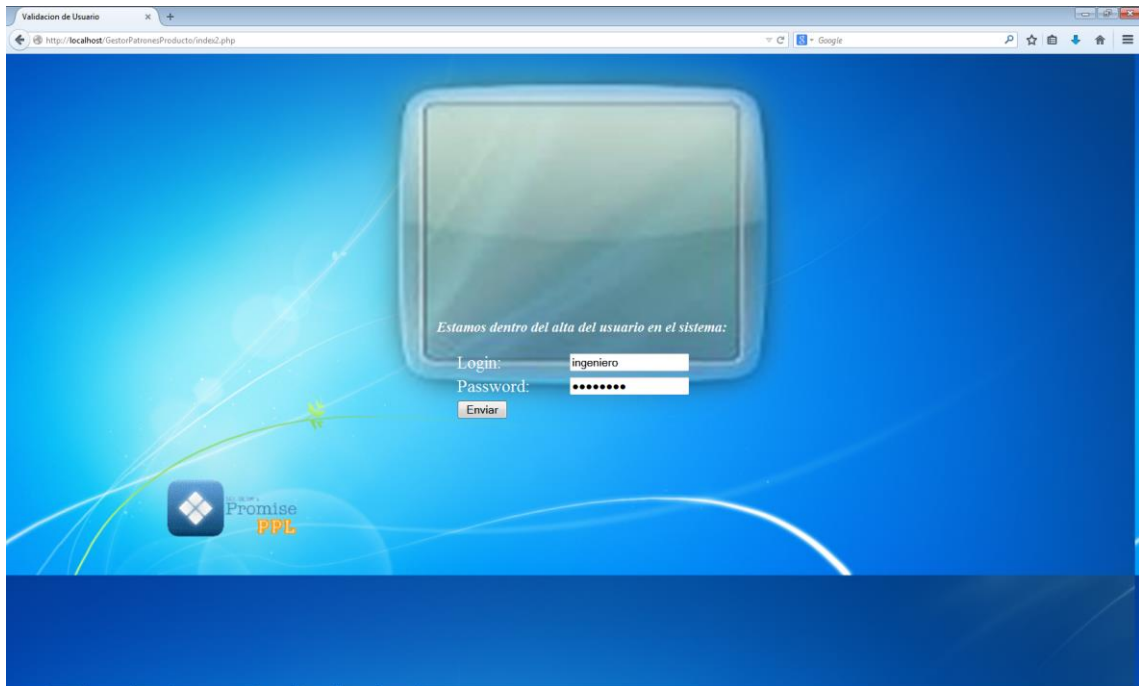 Validacion de Usuario
http://localhost/GestorPatronesProducto/index2.php
Google
Estamos dentro del alta del usuario en el sistema:
Login: ingeniero
Password: ●●●●●●●●
Enviar
Promise
PPL